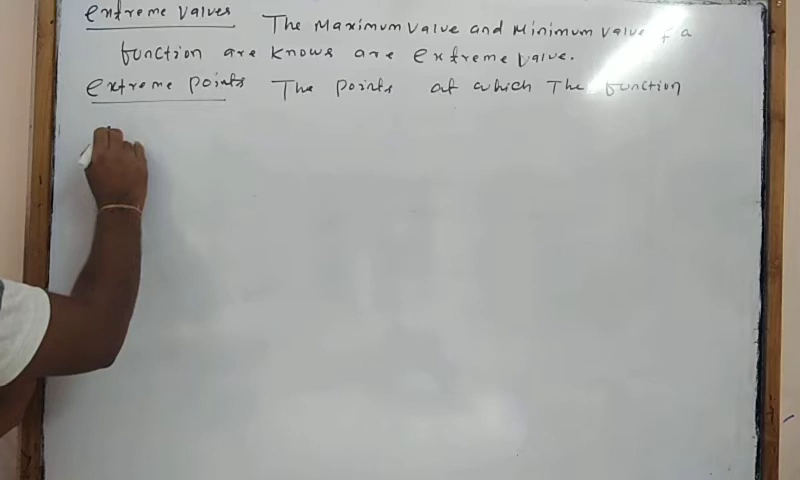 extreme values The Maximum value and Minimum value of a
function are knows are extreme value.
extreme points The points at which The function